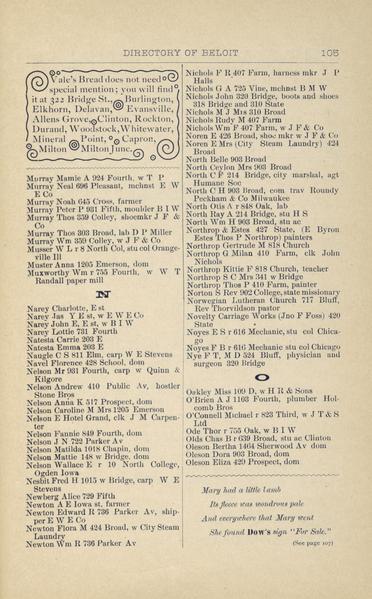 DIRECTORY OF BELOIT 105
Vale's Bread does not need
special mention; you will find
it at 322 Bridge St., Burlington,
Elkhorn, Delavan, Evansville,
Allens Grove, Clinton, Rockton,
Durand, Woodstock, Whitewater,
Mineral Point, Capron,
Milton Milton Junc.
Murray Mamie A 924 Fourth, w T P
Murray Neal 696 Pleasant, mchnst E W
E Co
Murray Noah 645 Cross, farmer
Murray Peter P 931 Fifth, moulder B I W
Murray Thos 359 Colley, shoemkr J F &
Co
Murray Thos 303 Broad, lab D P Miller
Murray Wm 359 Colley, w J F & Co
Musser W L r 8 North Col, stu col Orange-
ville Ill
Muster Anna 1205 Emerson, dom
Muxworthy Wm r 755 Fourth, w W T
Randall paper mill
N
Narey Charlotte, E st
Narey Jas Y E st, w E W E Co
Narey John E, E st, w B I W
Narey Lottie 731 Fourth
Natesta Carrie 203 E
Natesta Emma 203 E
Naugle C S 811 Elm, carp W E Stevens
Navel Florence 428 School, dom
Nelson Mr 931 Fourth, carp w Quinn &
Kilgore
Nelson Andrew 410 Public Av, hostler
Stone Bros
Nelson Anna K 517 Prospect, dom
Nelson Caroline M Mrs 1205 Emerson
Nelson E Hotel Grand, clk J M Carpen-
ter
Nelson Fannie 849 Fourth, dom
Nelson J N 722 Parker Av
Nelson Matilda 1018 Chapin, dom
Nelson Mattie 148 w Bridge, dom
Nelson Wallace E r 10 North College,
Ogden Iowa
Nesbit Fred H 1015 w Bridge, carp W E
Stevens
Newberg Alice 729 Fifth
Newton A E Iowa st, farmer
Newton Edward R 736 Parker Av, ship-
per E W E Co
Newton Flora M 424 Broad, w City Steam
Laundry
Newton Wm R 736 Parker Av
Nichols F R 407 Farm, harness mkr J P
Halls
Nichols G A 725 Vine, mchnst B M W
Nichols John 320 Bridge, boots and shoes
318 Bridge and 310 State
Nichols M J Mrs 310 Broad
Nichols Rudy M 407 Farm
Nichols Wm F 407 Farm, w J F & Co
Noren E 426 Broad, shoe mkr w J F & Co
Noren E Mrs (City Steam Laundry) 424
Broad
North Belle 903 Broad
North Ceylon Mrs 903 Broad
North C F 214 Bridge, city marshal, agt
Humane Soc
North C H 903 Broad, com trav Roundy
Peckham & Co Milwaukee
North Otis A r 848 Oak, lab
North Ray A 214 Bridge, stu H S
North Wm H 903 Broad, stu ac
Northrop & Estes 427 State, (E Byron
Estes Thos P Northrop) painters
Northrop Gertrude M 818 Church
Northrop G Milan 410 Farm, clk John
Nichols
Northrop Kittie F 818 Church, teacher
Northrop S C Mrs 341 w Bridge
Northrop Thos P 410 Farm, painter
Norton S Rev 902 College, state missionary
Norwegian Lutheran Church 717 Bluff,
Rev Thorvildson pastor
Novelty Carriage Works (Jno F Foss) 420
State
Noyes E S r 616 Mechanic, stu col Chica-
go
Noyes F B r 616 Mechanic stu col Chicago
Nye F T, M D 524 Bluff, physician and
surgeon 320 Bridge
O
Oakley Miss 109 D, w H R & Sons
O'Brien A J 1163 Fourth, plumber Hol-
comb Bros
O'Connell Micinel r 823 Third, w J T & S
Ltd
Ode Thor r 755 Oak, w B I W
Olds Chas B r 639 Broad, stu ac Clinton
Oleson Bertha 1464 Sherwood Av dom
Oleson Dora 903 Broad, dom
Oleson Eliza 429 Prospect, dom
Mary had a little lamb
Its fleece was wondrous pale
And everywhere that Mary went
She found Dow's sign "For Sale."
(See page 107)